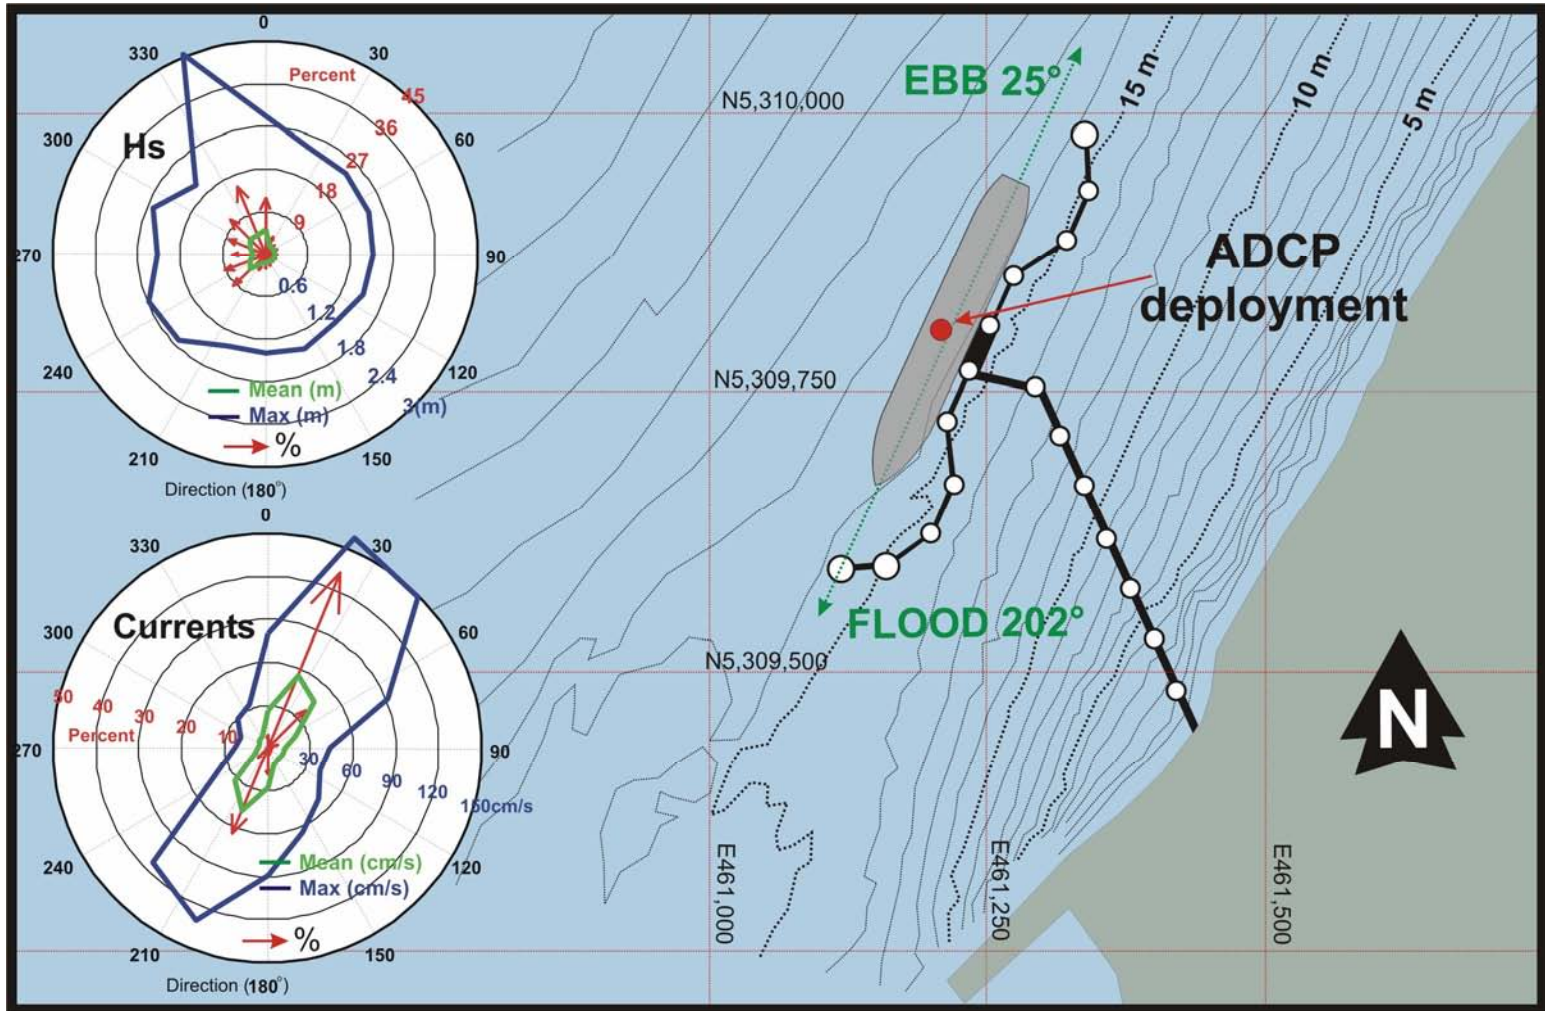 0
330
30
Percent
45
36
27
18
9
300
60
Hs
270
90
0.6
1.2
1.8
2.4
3(m)
240
120
Mean (m)
Max (m)
%
210
150
Direction (180°)
0
330
30
Currents
300
60
50
40
30
20
10
Percent
270
90
30
60
90
120
150cm/s
240
120
Mean (cm/s)
Max (cm/s)
%
210
150
Direction (180°)
EBB 25°
N5,310,000
15 m
10 m
5 m
ADCP
deployment
N5,309,750
FLOOD 202°
N5,309,500
E461,000
E461,250
E461,500
N